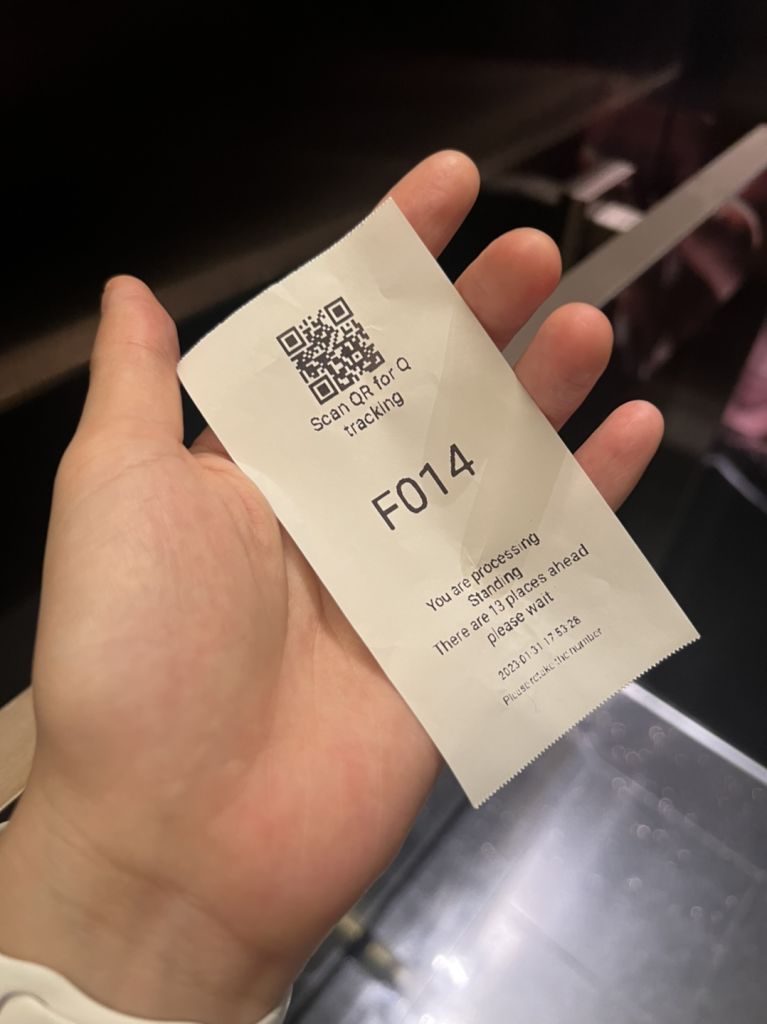 Scan QR for Q
tracking
F014
You are processing
Standing
There are 13 places ahead
please wait
2023-01-31 17:53:28
Please retake the number